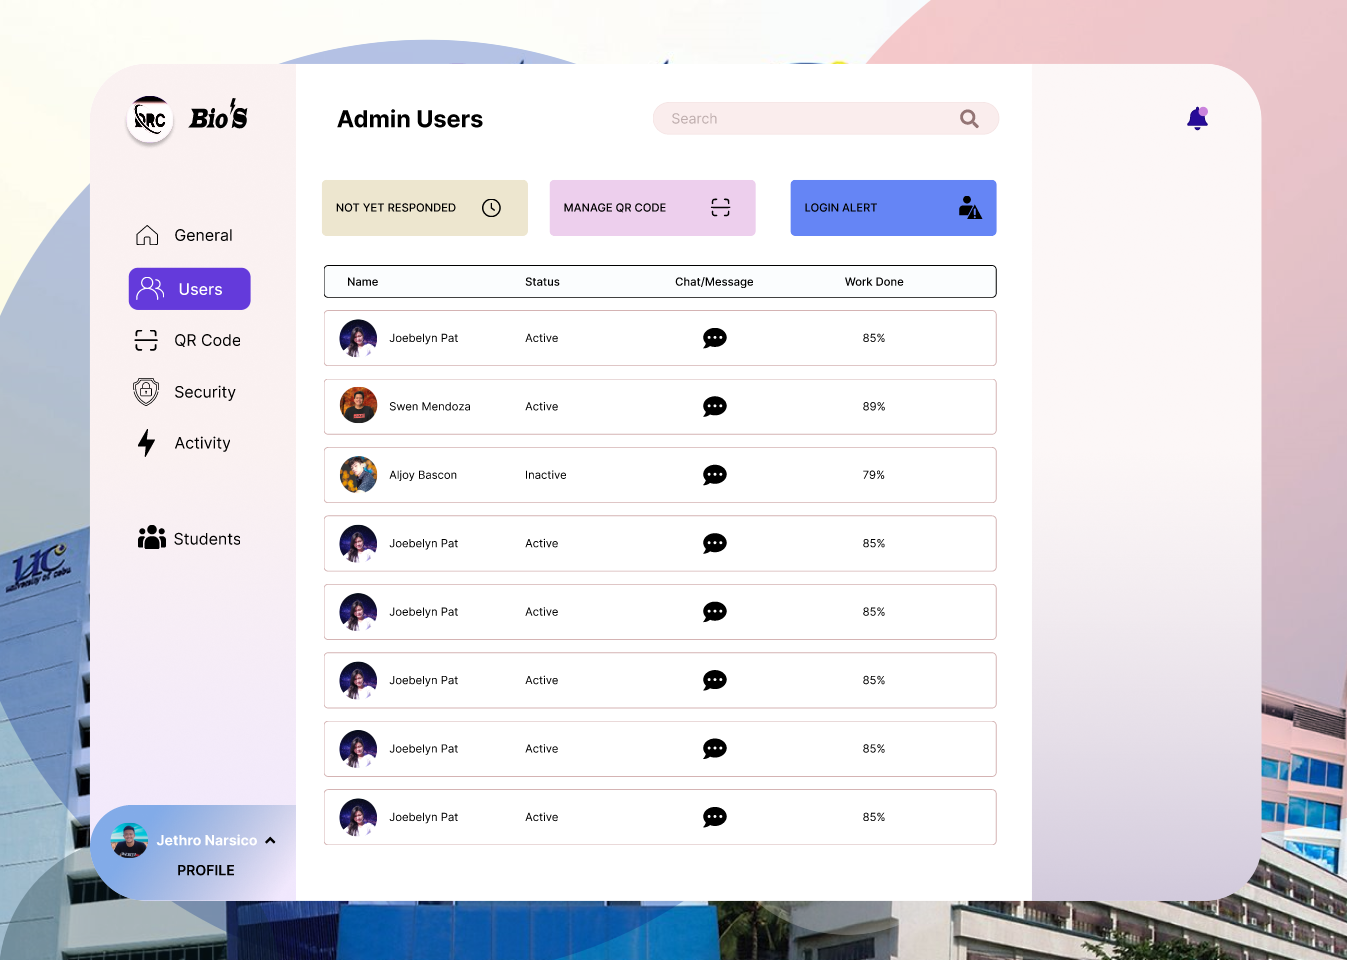 QRC
Bio'S
Admin Users
Search
NOT YET RESPONDED
MANAGE QR CODE
LOGIN ALERT
General
Users
QR Code
Security
Activity
Students
Name Status Chat/Message Work Done
Joebelyn Pat Active 85%
Swen Mendoza Active 89%
Aljoy Bascon Inactive 79%
Joebelyn Pat Active 85%
Joebelyn Pat Active 85%
Joebelyn Pat Active 85%
Joebelyn Pat Active 85%
Joebelyn Pat Active 85%
UC
university of cebu
Jethro Narsico
PROFILE